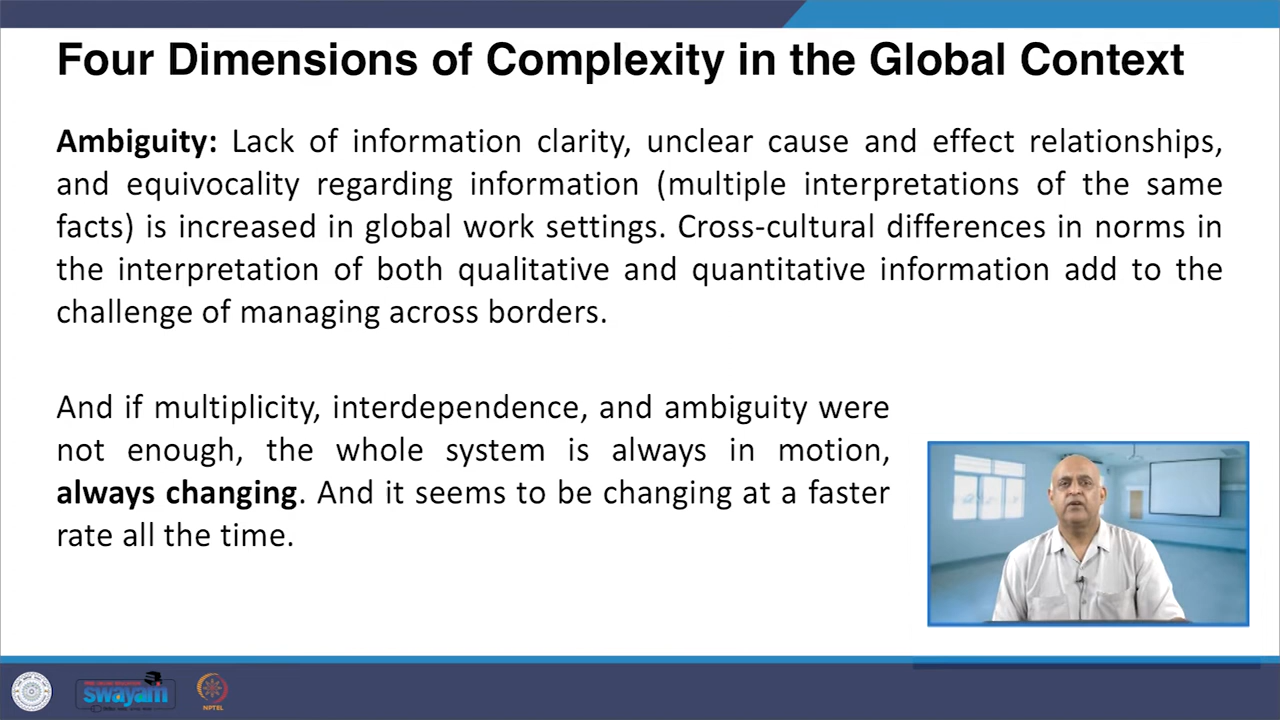 Four Dimensions of Complexity in the Global Context
Ambiguity: Lack of information clarity, unclear cause and effect relationships,
and equivocality regarding information (multiple interpretations of the same
facts) is increased in global work settings. Cross-cultural differences in norms in
the interpretation of both qualitative and quantitative information add to the
challenge of managing across borders.
And if multiplicity, interdependence, and ambiguity were
not enough, the whole system is always in motion,
always changing. And it seems to be changing at a faster
rate all the time.
swayam
NPTEL